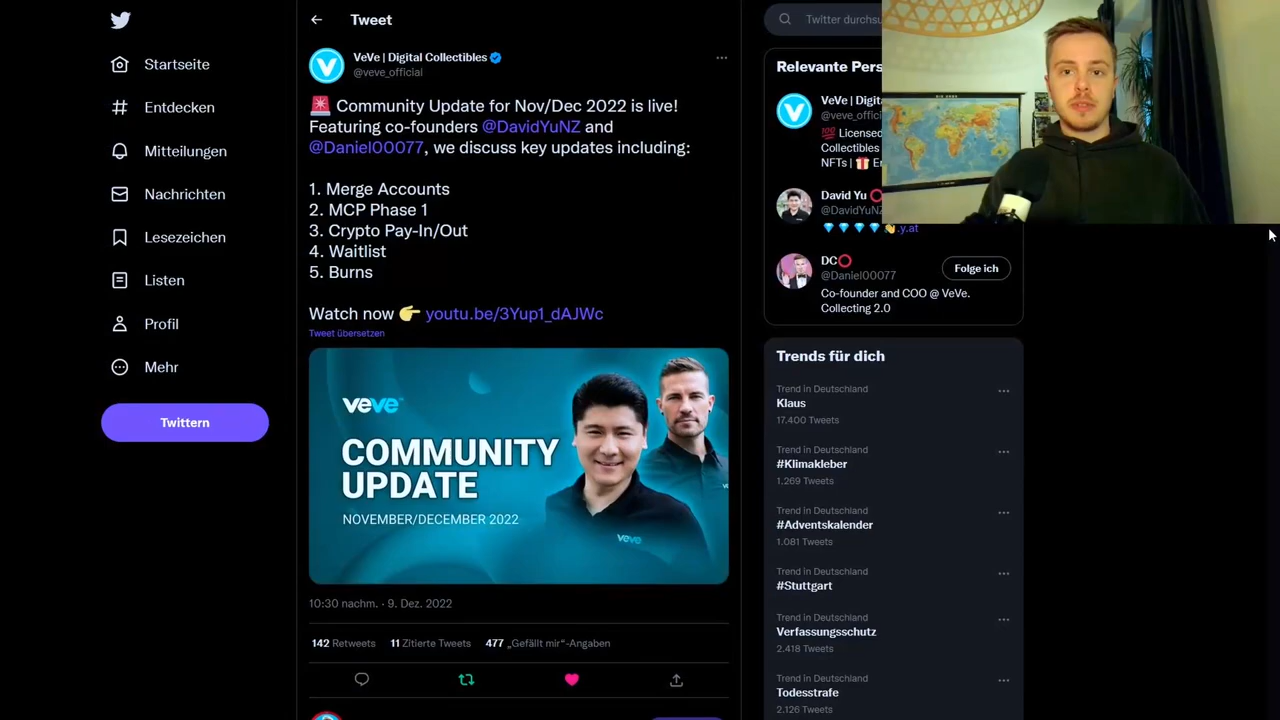 Tweet
Twitter durchsu
Startseite
Entdecken
Mitteilungen
Nachrichten
Lesezeichen
Listen
Profil
Mehr
Twittern
VeVe | Digital Collectibles
@veve_official
🚨 Community Update for Nov/Dec 2022 is live!
Featuring co-founders @DavidYuNZ and
@Daniel00077, we discuss key updates including:
1. Merge Accounts
2. MCP Phase 1
3. Crypto Pay-In/Out
4. Waitlist
5. Burns
Watch now 👉 youtu.be/3Yup1_dAJWc
Tweet übersetzen
veve
COMMUNITY
UPDATE
NOVEMBER/DECEMBER 2022
veve
10:30 nachm. · 9. Dez. 2022
142 Retweets 11 Zitierte Tweets 477 „Gefällt mir“-Angaben
Relevante Pers
VeVe | Digita
@veve_offici
💯 Licensed
Collectibles
NFTs | 🎁 E
David Yu ⭕
@DavidYuNZ
💎 💎 💎 💎 👋.y.at
DC⭕
@Daniel00077
Folge ich
Co-founder and COO @ VeVe.
Collecting 2.0
Trends für dich
Trend in Deutschland
Klaus
17.400 Tweets
Trend in Deutschland
#Klimakleber
1.269 Tweets
Trend in Deutschland
#Adventskalender
1.081 Tweets
Trend in Deutschland
#Stuttgart
Trend in Deutschland
Verfassungsschutz
2.418 Tweets
Trend in Deutschland
Todesstrafe
2.126 Tweets